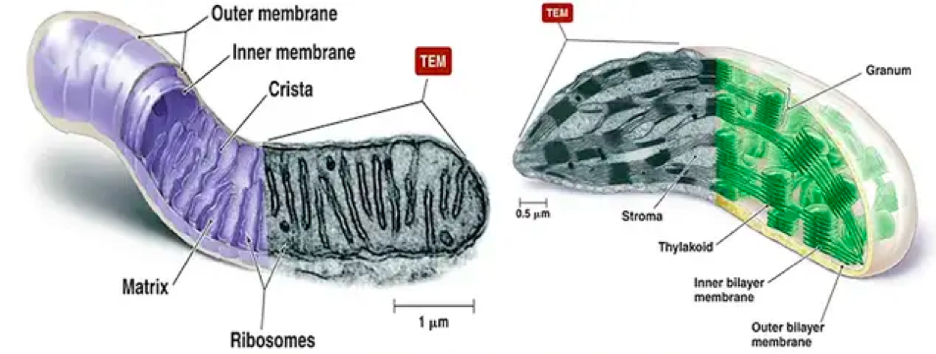 Outer membrane
Inner membrane
TEM
Crista
Matrix
Ribosomes
1 µm
TEM
Granum
0.5 µm
Stroma
Thylakoid
Inner bilayer
membrane
Outer bilayer
membrane